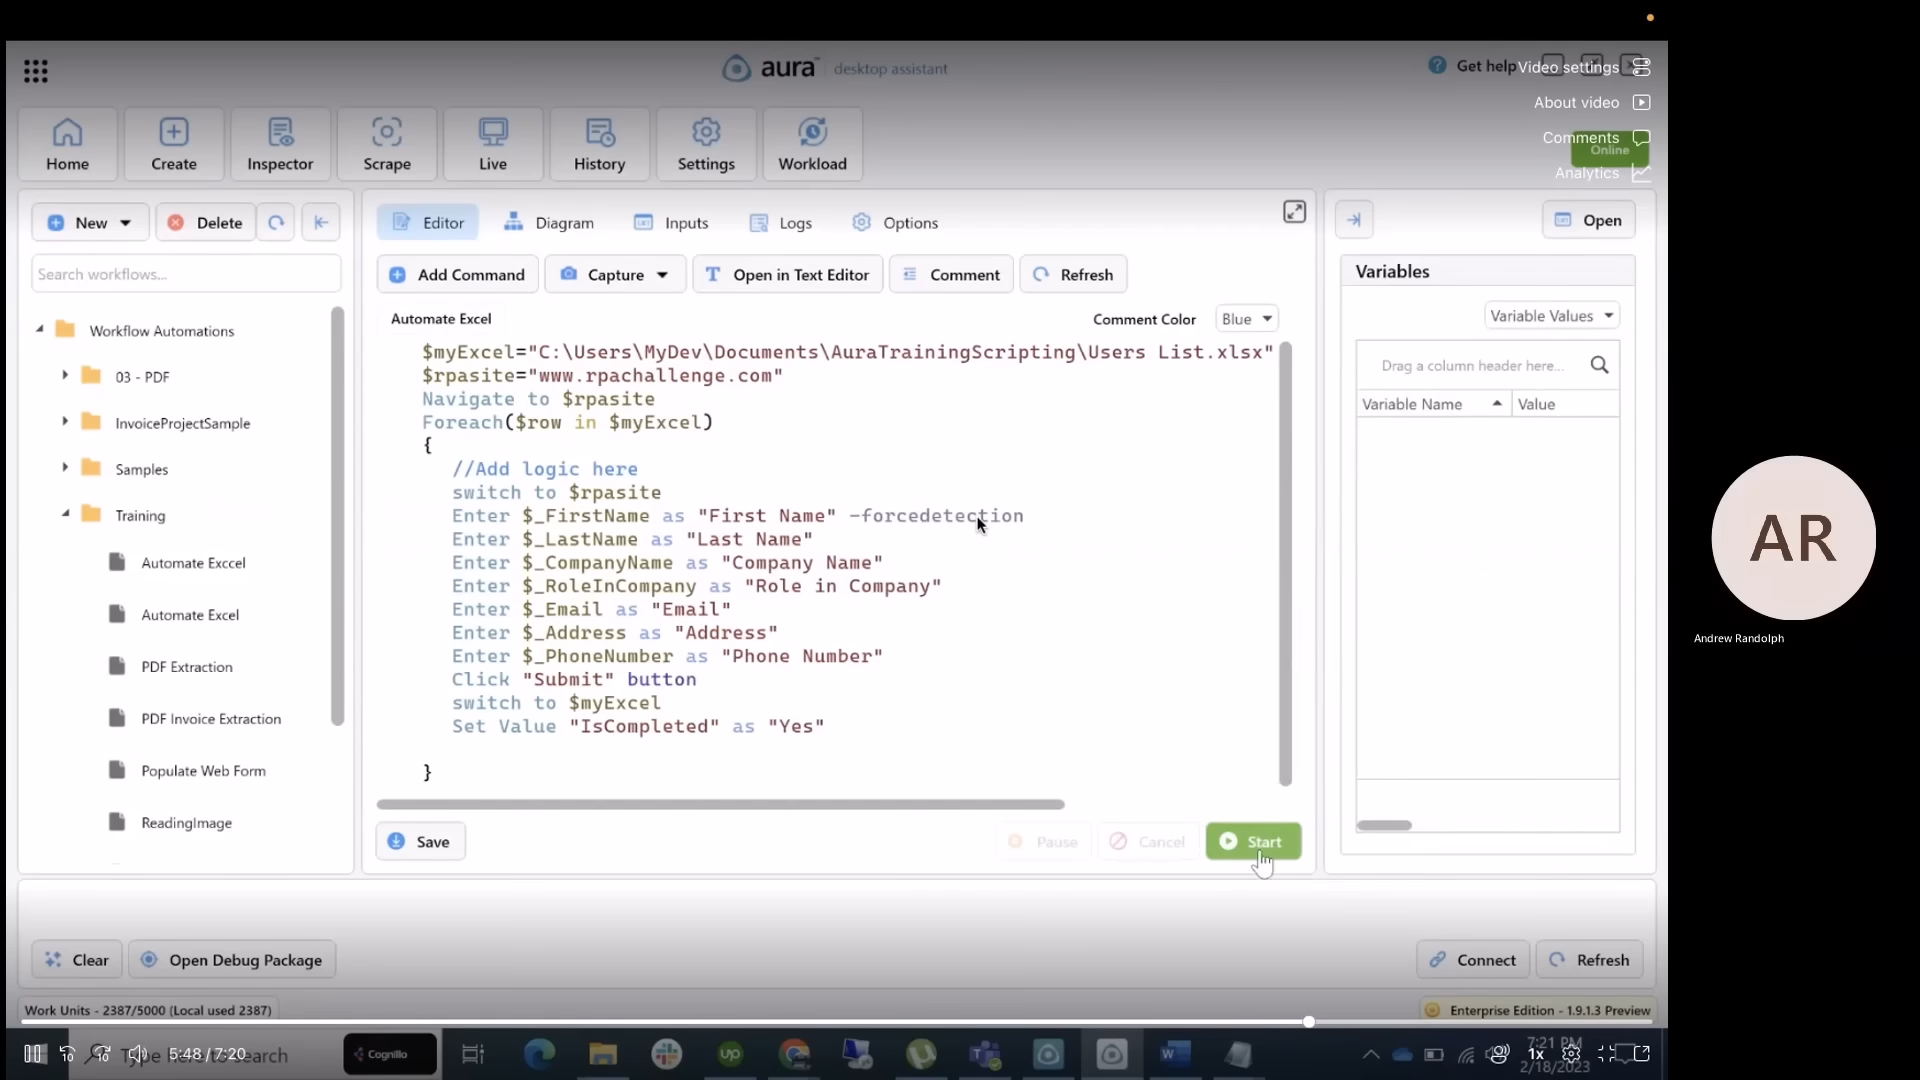 aura desktop assistant
Get help
Video settings
About video
Comments
Online
Analytics
Home
Create
Inspector
Scrape
Live
History
Settings
Workload
New
Delete
Editor
Diagram
Inputs
Logs
Options
Open
Search workflows...
Add Command
Capture
Open in Text Editor
Comment
Refresh
Variables
Automate Excel
Comment Color
Blue
Variable Values
Workflow Automations
03 - PDF
InvoiceProjectSample
Samples
Training
Automate Exccel
Automate Excel
PDF Extraction
PDF Invoice Extraction
Populate Web Form
ReadingImage
$myExcel="C:\Users\MyDev\Documents\AuraTrainingScripting\Users List.xlsx"
$rpasite="www.rpachallenge.com"
Navigate to $rpasite
Foreach($row in $myExcel)
{
//Add logic here
switch to $rpasite
Enter $_FirstName as "First Name" -forcedetection
Enter $_LastName as "Last Name"
Enter $_CompanyName as "Company Name"
Enter $_RoleInCompany as "Role in Company"
Enter $_Email as "Email"
Enter $_Address as "Address"
Enter $_PhoneNumber as "Phone Number"
Click "Submit" button
switch to $myExcel
Set Value "IsCompleted" as "Yes"
}
Drag a column header here...
Variable Name
Value
AR
Andrew Randolph
Save
Pause
Cancel
Start
Clear
Open Debug Package
Connect
Refresh
Work Units - 2387/5000 (Local used 2387)
Enterprise Edition - 1.9.1.3 Preview
10
10
5:48 / 7:20
Type here to search
Cognillo
1x
7:21 PM
2/18/2023